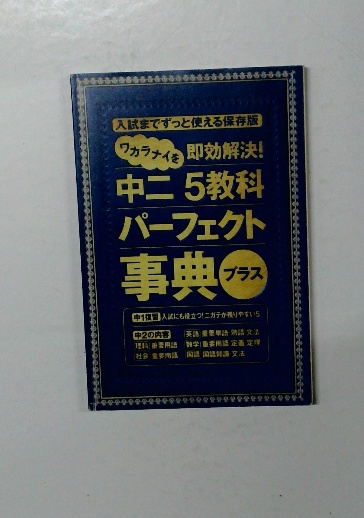 入試までずっと使える保存版
ワカラナイを 即効解決!
中二 5教科
パーフェクト
事典 プラス
中1復習 入試にも役立つ!ニガテが残りやすい5
中2の内容 英語 重要単語 熟語 文法
理科 重要用語 数学 重要用語 定義 定理
社会 重要用語 国語 国語知識 文法